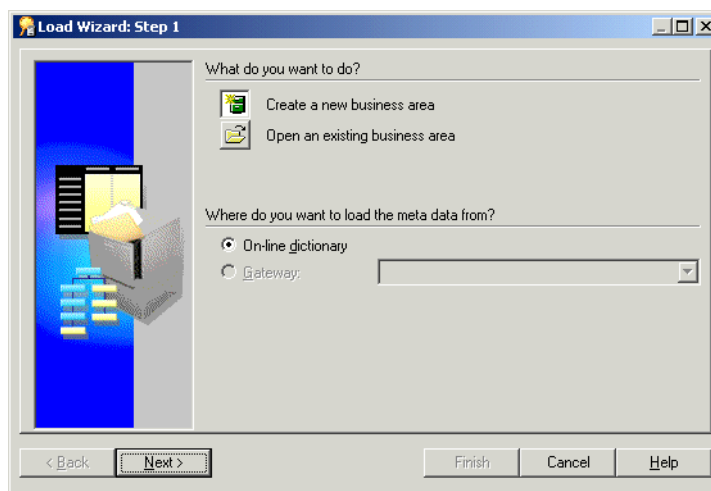 Load Wizard: Step 1
What do you want to do?
Create a new business area
Open an existing business area
Where do you want to load the meta data from?
On-line dictionary
Gateway:
< Back Next > Finish Cancel Help